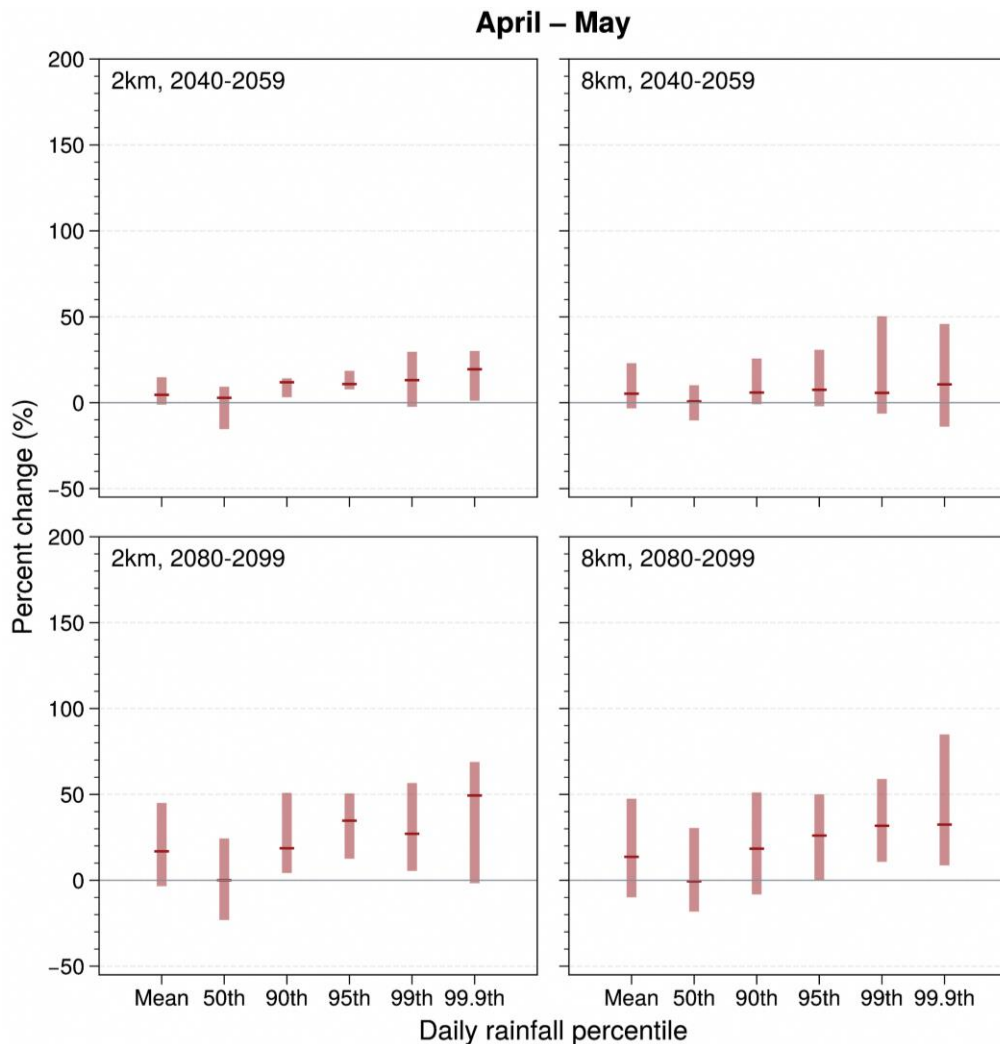 April – May
2km, 2040-2059
8km, 2040-2059
200
150
100
50
0
−50
Percent change (%)
2km, 2080-2099
8km, 2080-2099
200
150
100
50
0
−50
Mean 50th 90th 95th 99th 99.9th
Mean 50th 90th 95th 99th 99.9th
Daily rainfall percentile